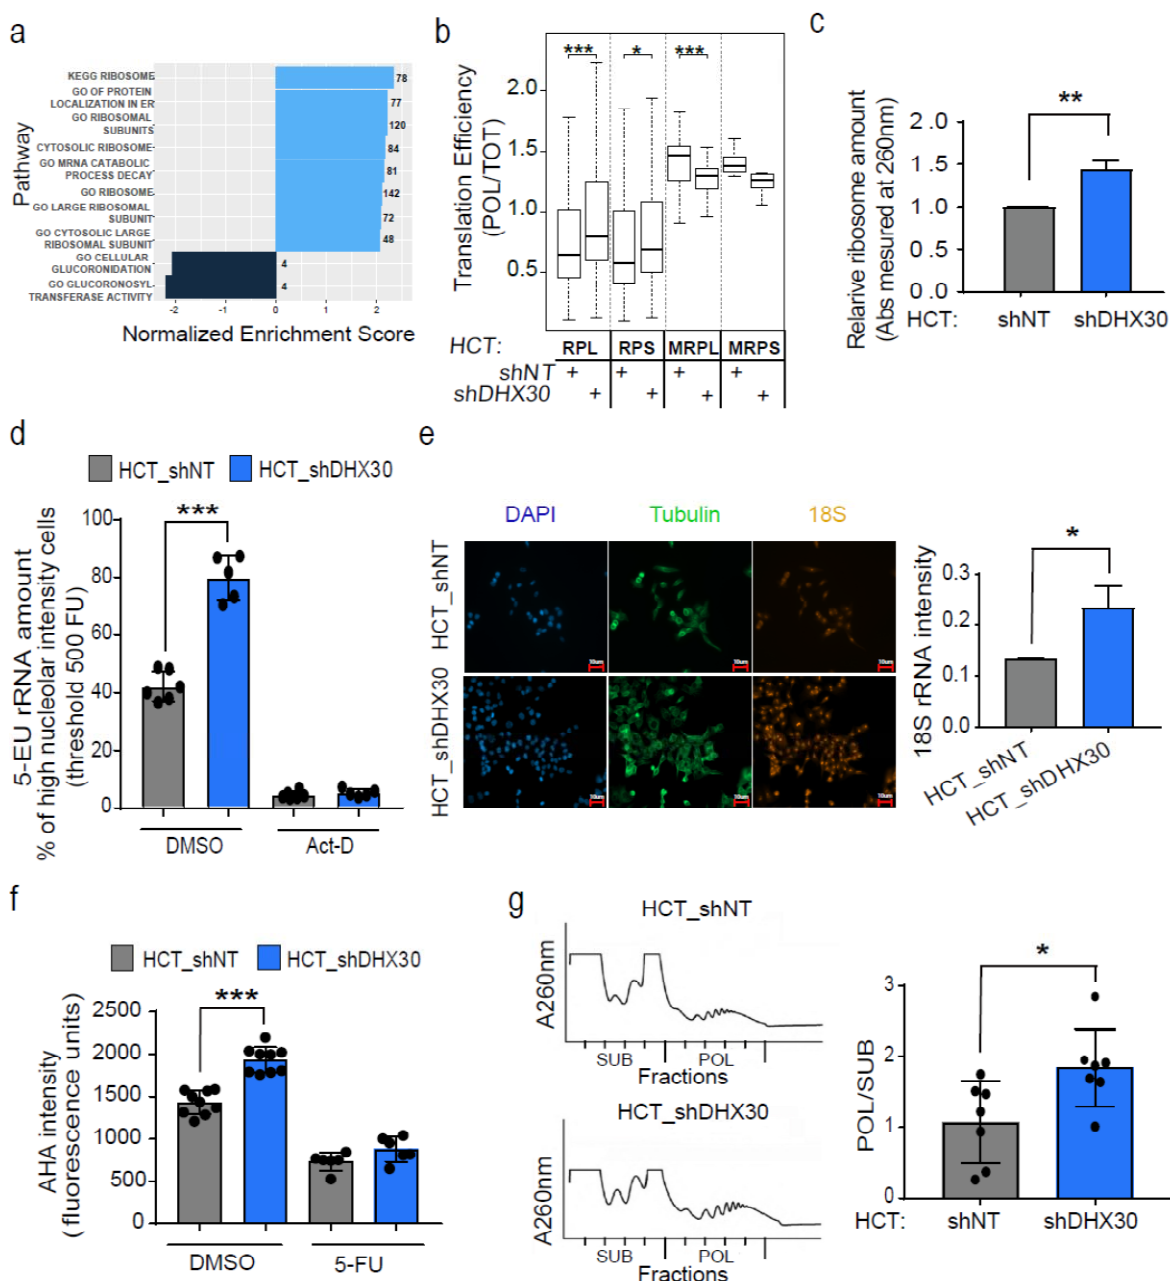 a
Pathway
KEGG RIBOSOME
GO OF PROTEIN
LOCALIZATION IN ER
GO RIBOSOMAL
SUBUNITS
CYTOSOLIC RIBOSOME
GO MRNA CATABOLIC
PROCESS DECAY
GO RIBOSOME
GO LARGE RIBOSOMAL
SUBUNIT
GO CYTOSOLIC LARGE
RIBOSOMAL SUBUNIT
GO CELLULAR
GLUCORONIDATION
GO GLUCORONOSYL
TRANSFERASE ACTIVITY
78
77
120
84
81
142
72
48
4
4
-2 -1 0 1 2
Normalized Enrichment Score
b
Translation Efficiency
(POL/TOT)
2.0
1.5
1.0
0.5
*** * ***
HCT: RPL RPS MRPL MRPS
shNT + + + +
shDHX30 + + + +
c
Relarive ribosome amount
(Abs mesured at 260nm)
2.0
1.5
1.0
0.5
0.0
**
HCT: shNT shDHX30
d
HCT_shNT HCT_shDHX30
5-EU rRNA amount
% of high nucleolar intensity cells
(threshold 500 FU)
100
80
60
40
20
0
***
DMSO Act-D
e
DAPI Tubulin 18S
HCT_shNT
10um 10um 10um
HCT_shDHX30
10um 10um 10um
18S rRNA intensity
0.3
0.2
0.1
0.0
*
HCT_shNT
HCT_shDHX30
f
HCT_shNT HCT_shDHX30
AHA intensity
(fluorescence units)
2500
2000
1500
1000
500
0
***
DMSO 5-FU
g
HCT_shNT
A260nm
SUB POL
Fractions
HCT_shDHX30
A260nm
SUB POL
Fractions
POL/SUB
3
2
1
0
*
HCT: shNT shDHX30